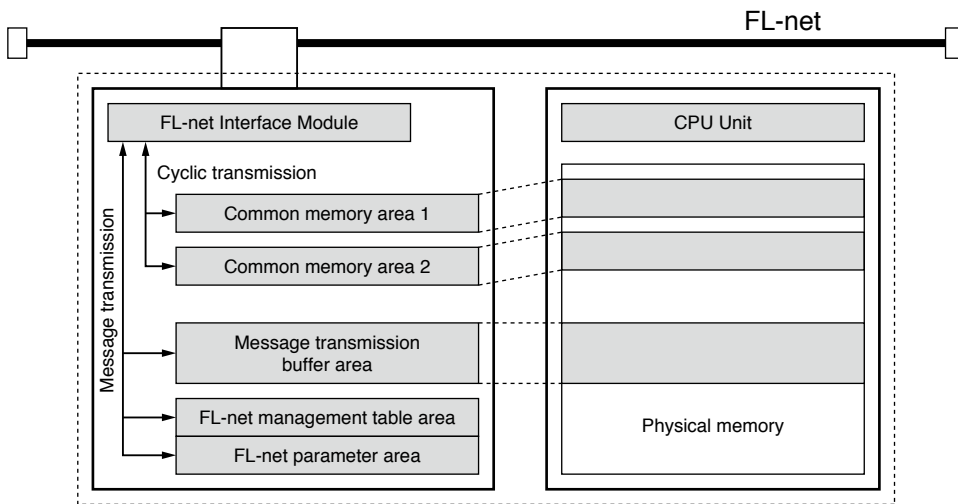 FL-net
FL-net Interface Module
CPU Unit
Cyclic transmission
Message transmission
Common memory area 1
Common memory area 2
Message transmission
buffer area
FL-net management table area
FL-net parameter area
Physical memory